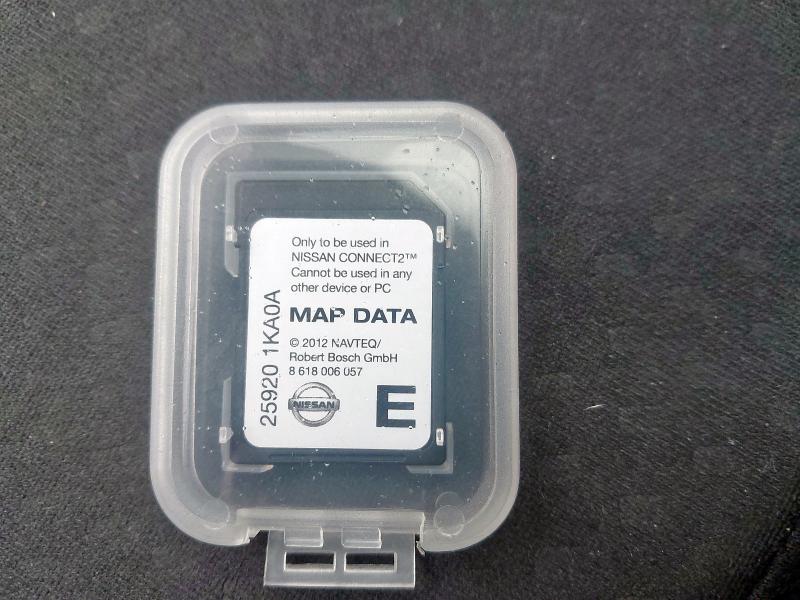 Only to be used in
NISSAN CONNECT2™
Cannot be used in any
other device or PC
MAP DATA
© 2012 NAVTEQ/
Robert Bosch GmbH
8 618 006 057
25920 1KA0A
NISSAN
E